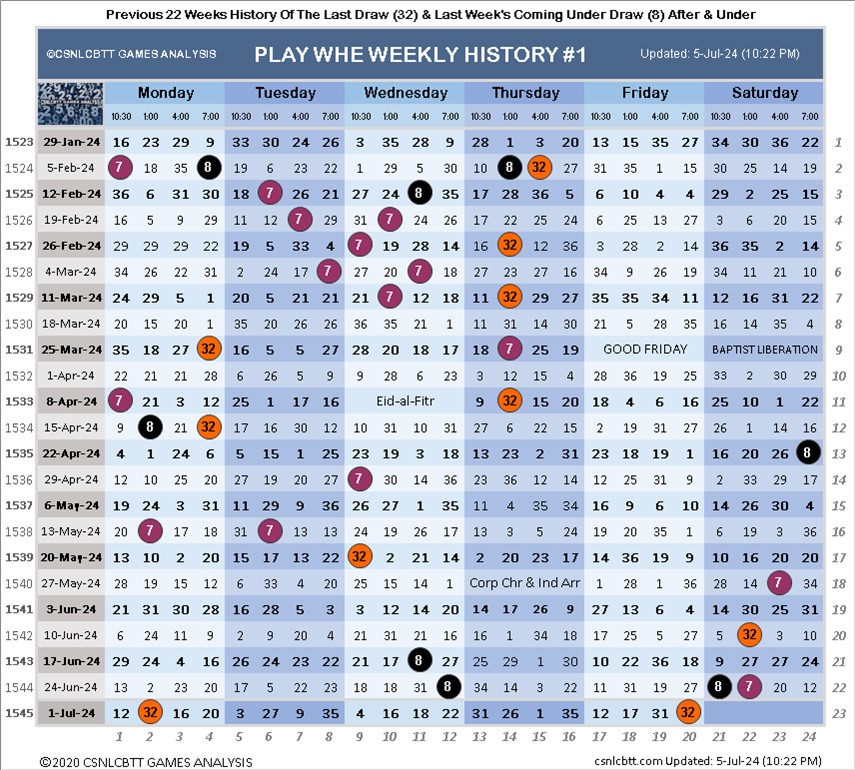 Previous 22 Weeks History Of The Last Draw (32) & Last Week's Coming Under Draw (8) After & Under
©CSNLCBTT GAMES ANALYSIS PLAY WHE WEEKLY HISTORY #1 Updated: 5-Jul-24 (10:22 PM)
Monday Tuesday Wednesday Thursday Friday Saturday
CSNLCBTT GAMES ANALYSIS 10:30 1:00 4:00 7:00 10:30 1:00 4:00 7:00 10:30 1:00 4:00 7:00 10:30 1:00 4:00 7:00 10:30 1:00 4:00 7:00 10:30 1:00 4:00 7:00
1523 29-Jan-24 16 23 29 9 33 30 24 26 3 35 28 9 28 1 3 20 13 15 35 27 34 30 36 22 1
1524 5-Feb-24 7 18 35 8 19 6 23 22 1 29 5 30 10 8 32 27 31 35 1 15 30 25 14 19 2
1525 12-Feb-24 36 6 31 30 18 7 26 21 27 24 8 35 17 28 36 5 6 10 4 4 29 2 25 15 3
1526 19-Feb-24 16 5 9 29 11 12 7 29 31 7 24 26 17 22 25 24 6 25 13 27 3 6 20 15 4
1527 26-Feb-24 29 29 29 22 19 5 33 4 7 19 28 14 16 32 12 36 3 28 2 14 36 35 2 14 5
1528 4-Mar-24 34 26 22 31 2 24 17 7 27 20 7 18 27 23 27 16 34 9 26 19 34 11 21 10 6
1529 11-Mar-24 24 29 5 1 20 5 21 21 21 7 12 18 11 32 29 27 35 35 34 11 12 16 31 22 7
1530 18-Mar-24 20 15 20 1 35 20 26 26 36 35 21 1 11 31 14 30 21 5 28 35 16 14 35 4 8
1531 25-Mar-24 35 18 27 32 16 5 5 27 28 20 18 17 18 7 25 19 GOOD FRIDAY BAPTIST LIBERATION 9
1532 1-Apr-24 22 21 21 28 6 26 5 9 9 28 6 23 3 12 15 4 28 36 19 25 33 2 30 29 10
1533 8-Apr-24 7 21 3 12 25 1 17 16 Eid-al-Fitr 9 32 15 20 18 4 6 16 25 10 1 22 11
1534 15-Apr-24 9 8 21 32 17 16 30 12 10 31 10 31 27 6 22 15 2 19 31 27 26 1 14 16 12
1535 22-Apr-24 4 1 24 6 5 15 1 25 23 19 3 18 13 23 2 31 23 18 19 1 16 20 26 8 13
1536 29-Apr-24 12 10 25 20 27 19 20 27 7 30 14 36 23 36 12 14 12 25 31 9 2 33 29 17 14
1537 6-May-24 19 24 3 31 11 29 9 36 26 27 1 35 11 4 35 34 16 9 6 10 14 26 30 4 15
1538 13-May-24 20 7 17 18 31 7 13 13 24 19 26 17 13 3 5 24 19 20 35 1 6 19 3 36 16
1539 20-May-24 13 10 2 20 15 17 13 22 32 2 21 14 2 20 23 17 14 36 19 9 10 16 20 20 17
1540 27-May-24 28 19 15 12 6 33 4 20 25 15 14 1 Corp Chr & Ind Arr 1 28 1 36 28 14 7 34 18
1541 3-Jun-24 21 31 30 28 16 28 5 3 3 12 14 20 14 17 26 9 27 13 6 4 14 30 25 31 19
1542 10-Jun-24 6 24 11 9 2 9 20 4 21 31 21 16 16 1 34 18 17 25 5 27 5 32 3 10 20
1543 17-Jun-24 29 24 4 16 26 24 23 22 21 17 8 27 25 29 1 30 10 22 36 18 9 27 27 24 21
1544 24-Jun-24 13 2 23 20 17 5 22 23 18 18 31 8 34 14 3 22 11 31 19 27 8 7 20 12 22
1545 1-Jul-24 12 32 16 20 3 27 9 35 4 16 18 22 31 26 1 35 12 17 31 32 23
1 2 3 4 5 6 7 8 9 10 11 12 13 14 15 16 17 18 19 20 21 22 23 24
©2020 CSNLCBTT GAMES ANALYSIS csnlcbtt.com Updated: 5-Jul-24 (10:22 PM)